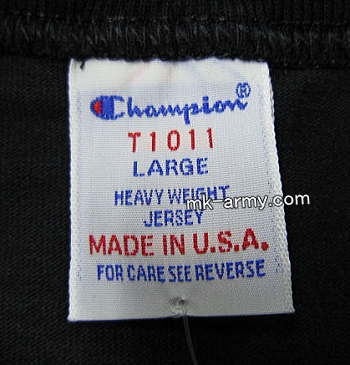 Champion®
T1011
LARGE
HEAVY WEIGHT
mk-army.com
JERSEY
MADE IN U.S.A.
FOR CARE SEE REVERSE